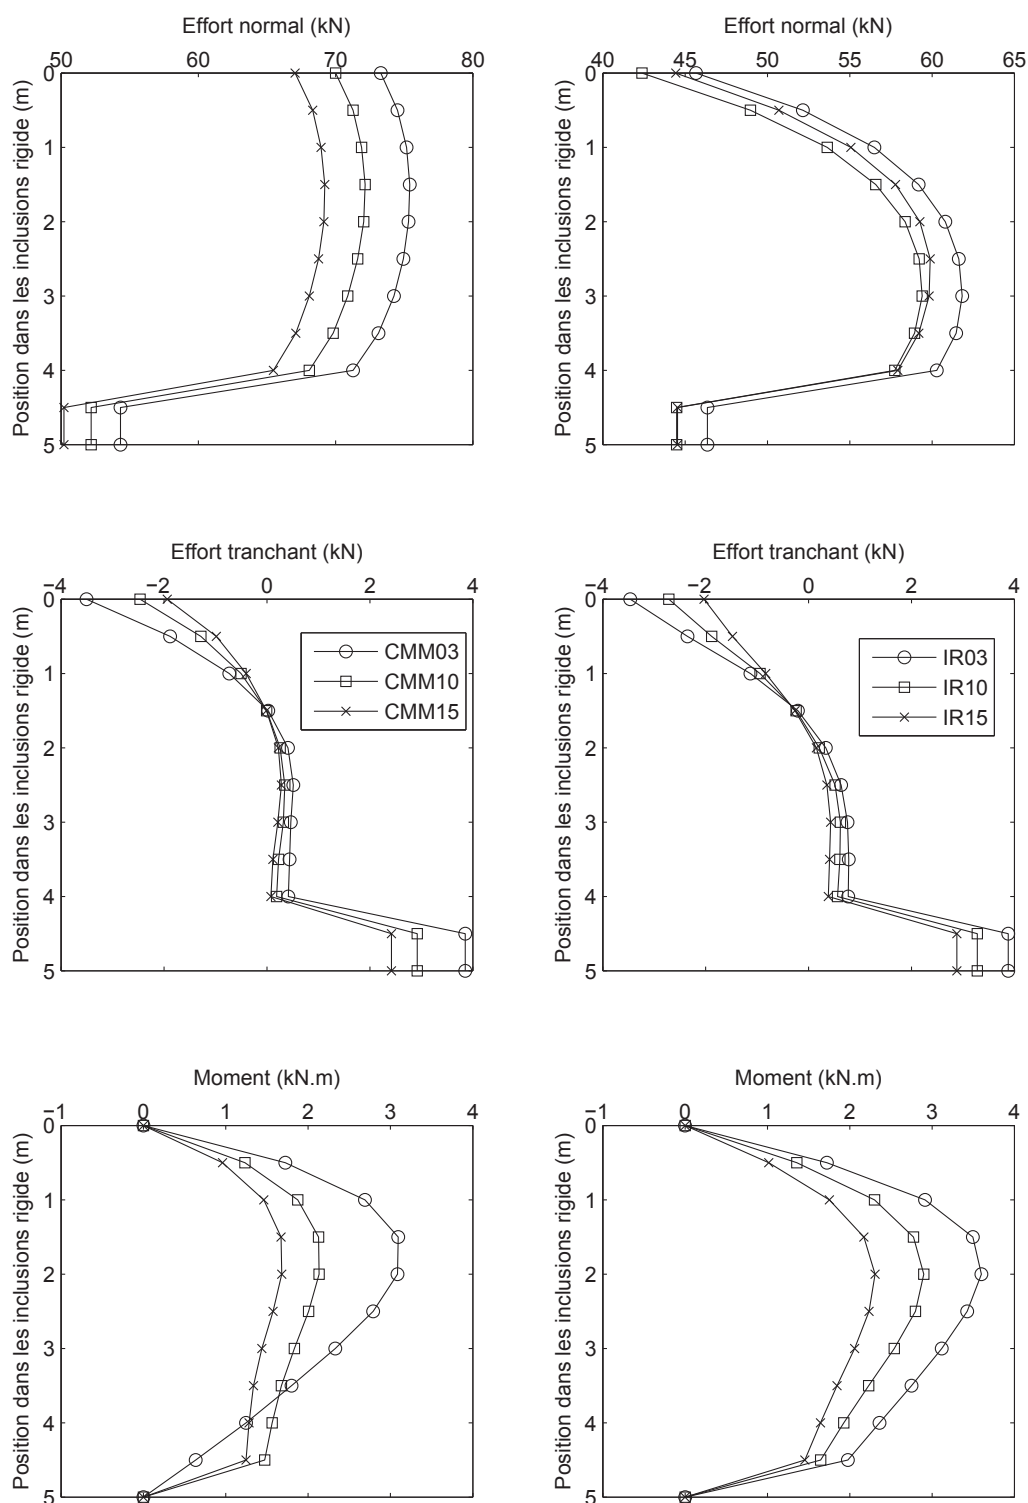 Effort normal (kN)
50 60 70 80
0
1
2
3
4
5
Position dans les inclusions rigide (m)
Effort normal (kN)
40 45 50 55 60 65
0
1
2
3
4
5
Position dans les inclusions rigide (m)
Effort tranchant (kN)
−4 −2 0 2 4
0
1
2
3
4
5
Position dans les inclusions rigide (m)
CMM03
CMM10
CMM15
Effort tranchant (kN)
−4 −2 0 2 4
0
1
2
3
4
5
Position dans les inclusions rigide (m)
IR03
IR10
IR15
Moment (kN.m)
−1 0 1 2 3 4
0
1
2
3
4
5
Position dans les inclusions rigide (m)
Moment (kN.m)
−1 0 1 2 3 4
0
1
2
3
4
5
Position dans les inclusions rigide (m)